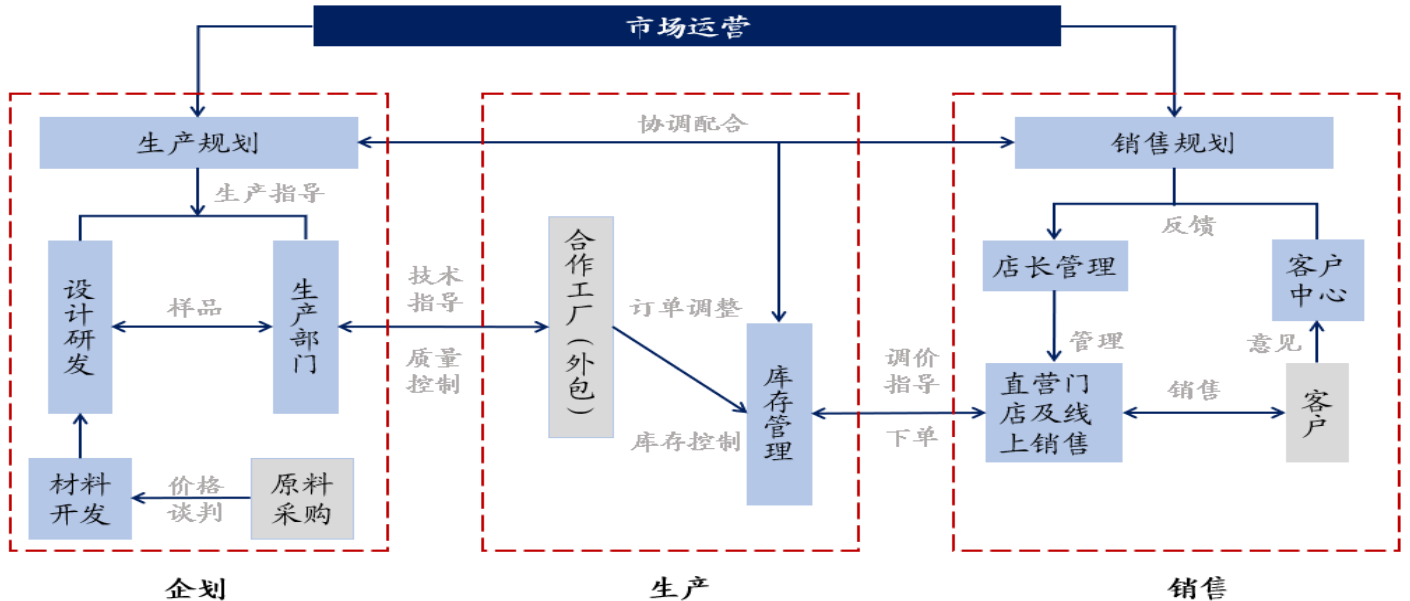 市场运营
生产规划
生产指导
设计研发
样品
生产部门
材料
开发
价格
谈判
原料
采购
企划
技术
指导
质量
控制
协调配合
合作工厂（外包）
订单调整
库存控制
库存管理
生产
调价
指导
下单
销售规划
反馈
店长管理
客户
中心
管理
意见
直营门
店及线
上销售
销售
客户
销售